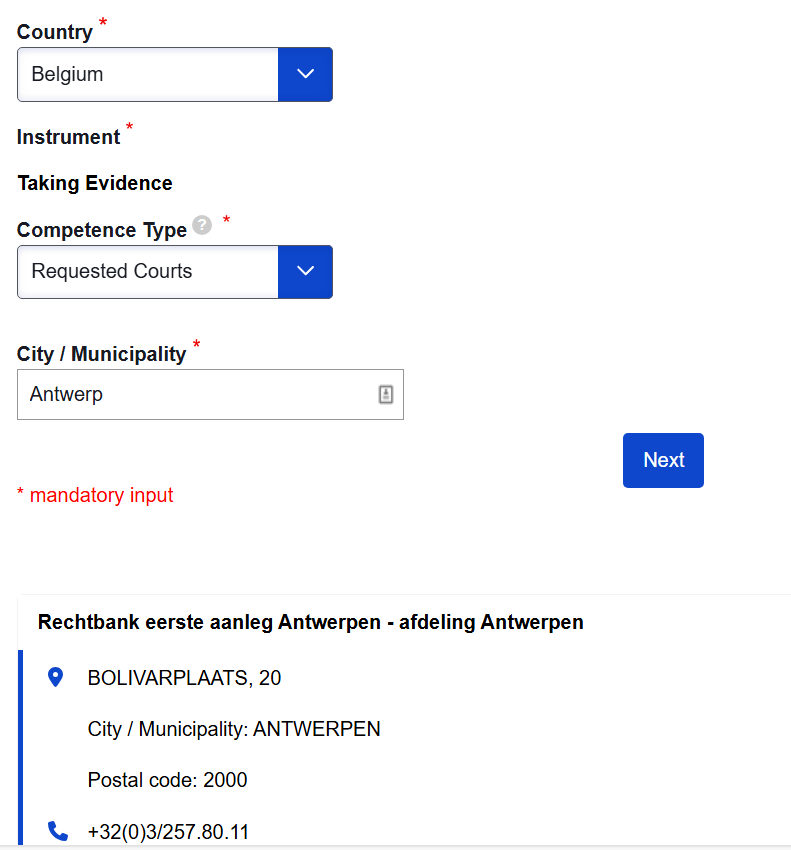 Country *
Belgium
Instrument *
Taking Evidence
Competence Type ? *
Requested Courts
City / Municipality *
Antwerp
Next
* mandatory input
Rechtbank eerste aanleg Antwerpen - afdeling Antwerpen
BOLIVARPLAATS, 20
City / Municipality: ANTWERPEN
Postal code: 2000
+32(0)3/257.80.11